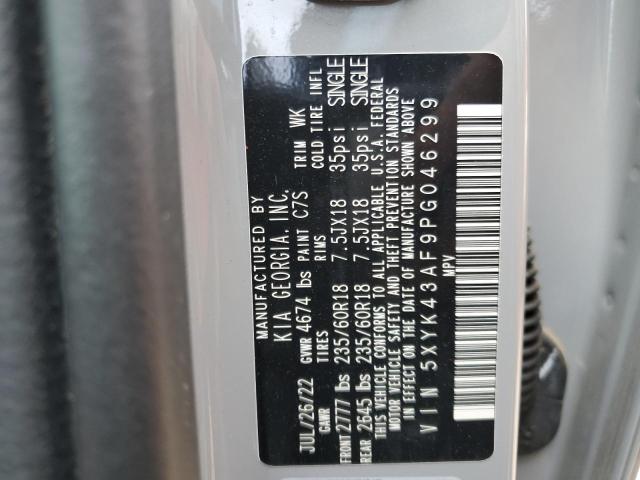 MANUFACTURED BY
KIA GEORGIA, INC.
JUL/26/22 GVWR 4674 lbs PAINT C7S TRIM WK
GAWR TIRES RIMS COLD TIRE INFL
FRONT 2777 lbs 235/60R18 7.5JX18 35psi SINGLE
REAR 2645 lbs 235/60R18 7.5JX18 35psi SINGLE
THIS VEHICLE CONFORMS TO ALL APPLICABLE U.S.A. FEDERAL
MOTOR VEHICLE SAFETY AND THEFT PREVENTION STANDARDS
IN EFFECT ON THE DATE OF MANUFACTURE SHOWN ABOVE
VIN 5XYK43AF9PG046299
MPV